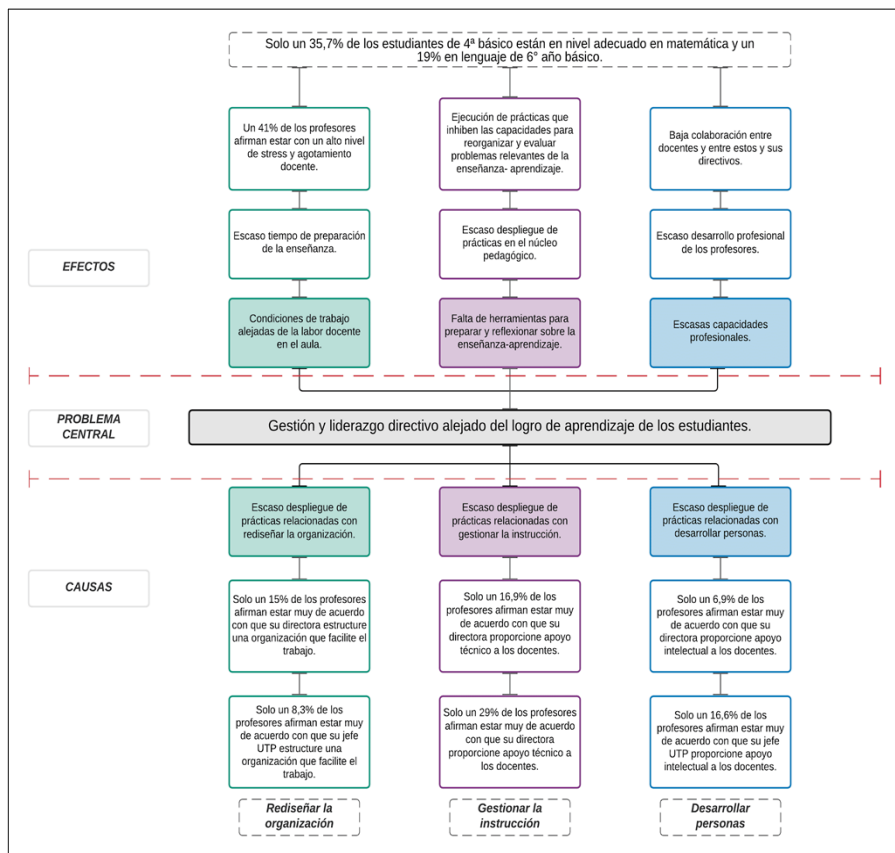 Solo un 35,7% de los estudiantes de 4ª básico están en nivel adecuado en matemática y un
19% en lenguaje de 6° año básico.
Un 41% de los profesores
afirman estar con un alto nivel
de stress y agotamiento
docente.
Ejecución de prácticas que
inhiben las capacidades para
reorganizar y evaluar
problemas relevantes de la
enseñanza- aprendizaje.
Baja colaboración entre
docentes y entre estos y sus
directivos.
Escaso tiempo de preparación
de la enseñanza.
Escaso despliegue de
prácticas en el núcleo
pedagógico.
Escaso desarrollo profesional
de los profesores.
EFECTOS
Condiciones de trabajo
alejadas de la labor docente
en el aula.
Falta de herramientas para
preparar y reflexionar sobre la
enseñanza-aprendizaje.
Escasas capacidades
profesionales.
PROBLEMA
CENTRAL
Gestión y liderazgo directivo alejado del logro de aprendizaje de los estudiantes.
Escaso despliegue de
prácticas relacionadas con
rediseñar la organización.
Escaso despliegue de
prácticas relacionadas con
gestionar la instrucción.
Escaso despliegue de
prácticas relacionadas con
desarrollar personas.
CAUSAS
Solo un 15% de los profesores
afirman estar muy de acuerdo
con que su directora estructure
una organización que facilite el
trabajo.
Solo un 16,9% de los
profesores afirman estar muy
de acuerdo con que su
directora proporcione apoyo
técnico a los docentes.
Solo un 6,9% de los
profesores afirman estar muy
de acuerdo con que su
directora proporcione apoyo
intelectual a los docentes.
Solo un 8,3% de los
profesores afirman estar muy
de acuerdo con que su jefe
UTP estructure una
organización que facilite el
trabajo.
Solo un 29% de los profesores
afirman estar muy de acuerdo
con que su directora
proporcione apoyo técnico a
los docentes.
Solo un 16,6% de los
profesores afirman estar muy
de acuerdo con que su jefe
UTP proporcione apoyo
intelectual a los docentes.
Rediseñar la
organización
Gestionar la
instrucción
Desarrollar
personas